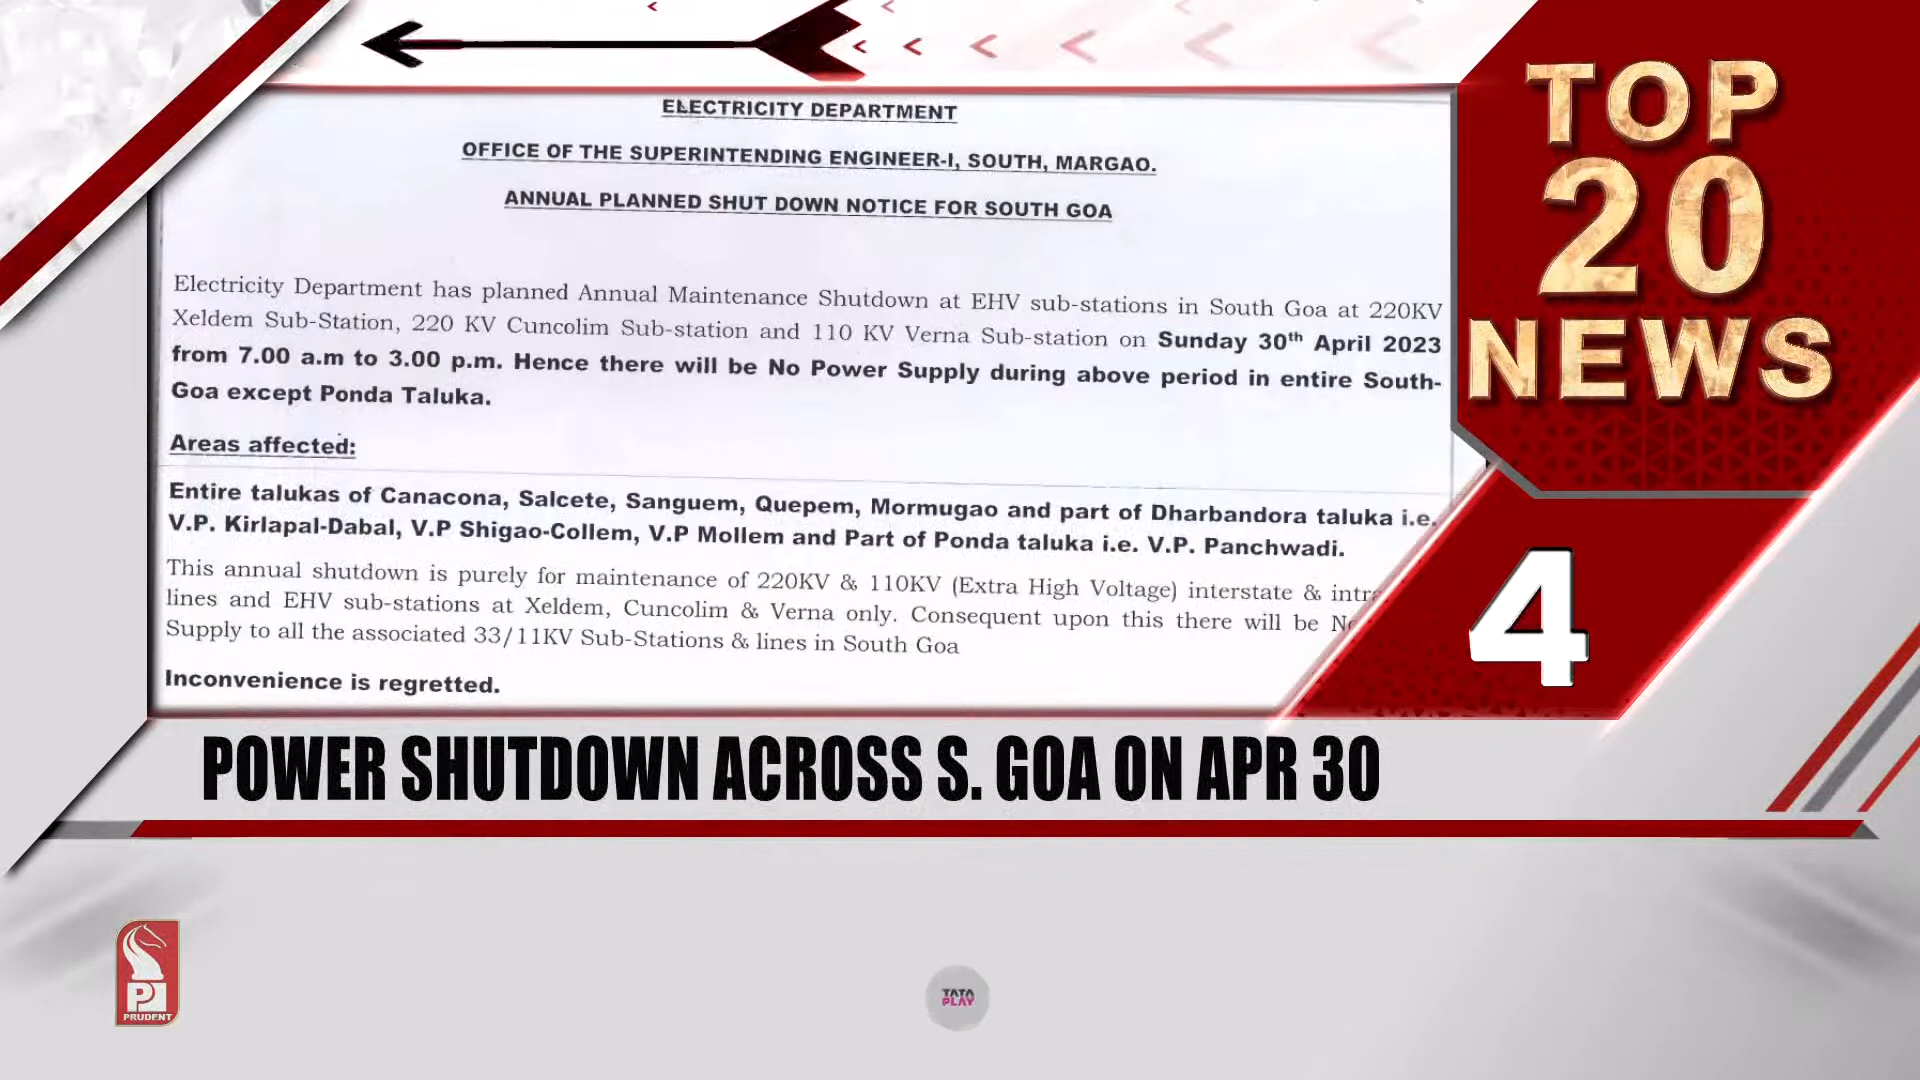 ELECTRICITY DEPARTMENT
OFFICE OF THE SUPERINTENDING ENGINEER-I, SOUTH, MARGAO.
ANNUAL PLANNED SHUT DOWN NOTICE FOR SOUTH GOA
Electricity Department has planned Annual Maintenance Shutdown at EHV sub-stations in South Goa at 220KV
Xeldem Sub-Station, 220 KV Cuncolim Sub-station and 110 KV Verna Sub-station on Sunday 30th April 2023
from 7.00 a.m to 3.00 p.m. Hence there will be No Power Supply during above period in entire South-
Goa except Ponda Taluka.
Areas affected:
Entire talukas of Canacona, Salcete, Sanguem, Quepem, Mormugao and part of Dharbandora taluka i.e.
V.P. Kirlapal-Dabal, V.P Shigao-Collem, V.P Mollem and Part of Ponda taluka i.e. V.P. Panchwadi.
This annual shutdown is purely for maintenance of 220KV & 110KV (Extra High Voltage) interstate &
lines and EHV sub-stations at Xeldem, Cuncolim & Verna only. Consequent upon this there will be
Supply to all the associated 33/11KV Sub-Stations & lines in South Goa
Inconvenience is regretted.
TOP
20
NEWS
4
POWER SHUTDOWN ACROSS S. GOA ON APR 30
P
PRUDENT
TATA
PLAY